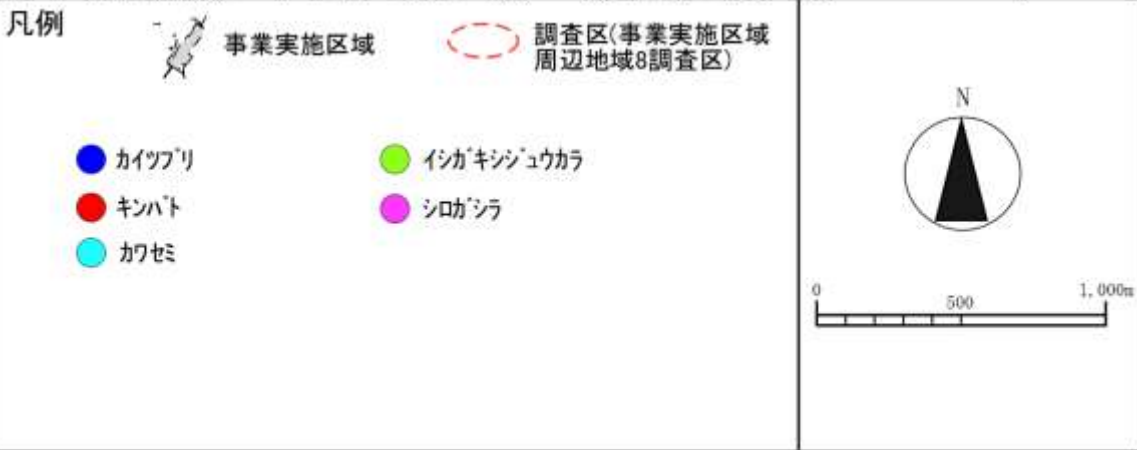 凡例
事業実施区域
調査区(事業実施区域
周辺地域8調査区)
カイツブリ
キンバト
カワセミ
イシガキシジュウカラ
シロガシラ
N
0
500
1,000m